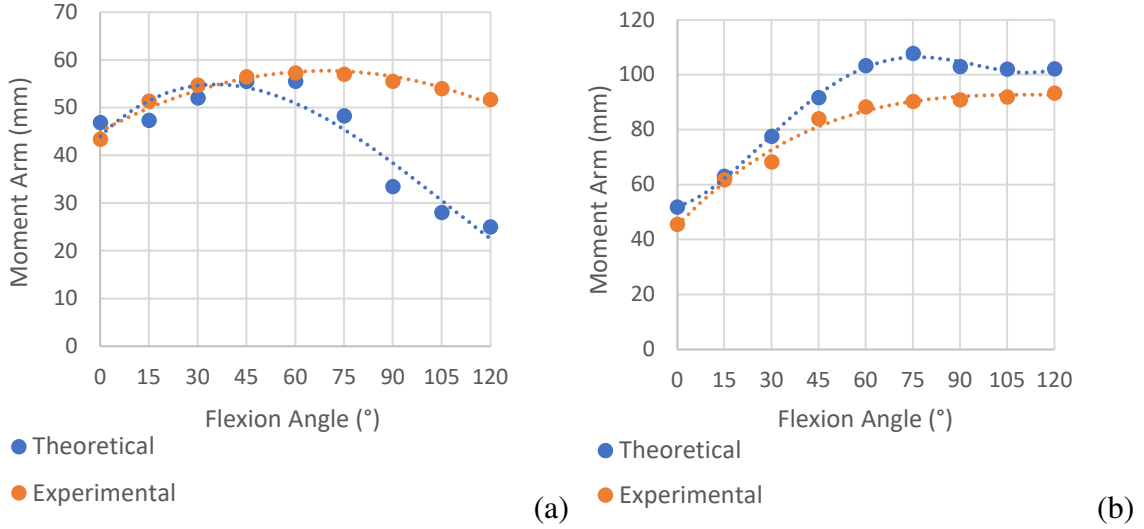 70
60
50
40
30
20
10
0
Moment Arm (mm)
0 15 30 45 60 75 90 105 120
Flexion Angle (°)
Theoretical
Experimental
(a)
120
100
80
60
40
20
0
Moment Arm (mm)
0 15 30 45 60 75 90 105 120
Flexion Angle (°)
Theoretical
Experimental
(b)